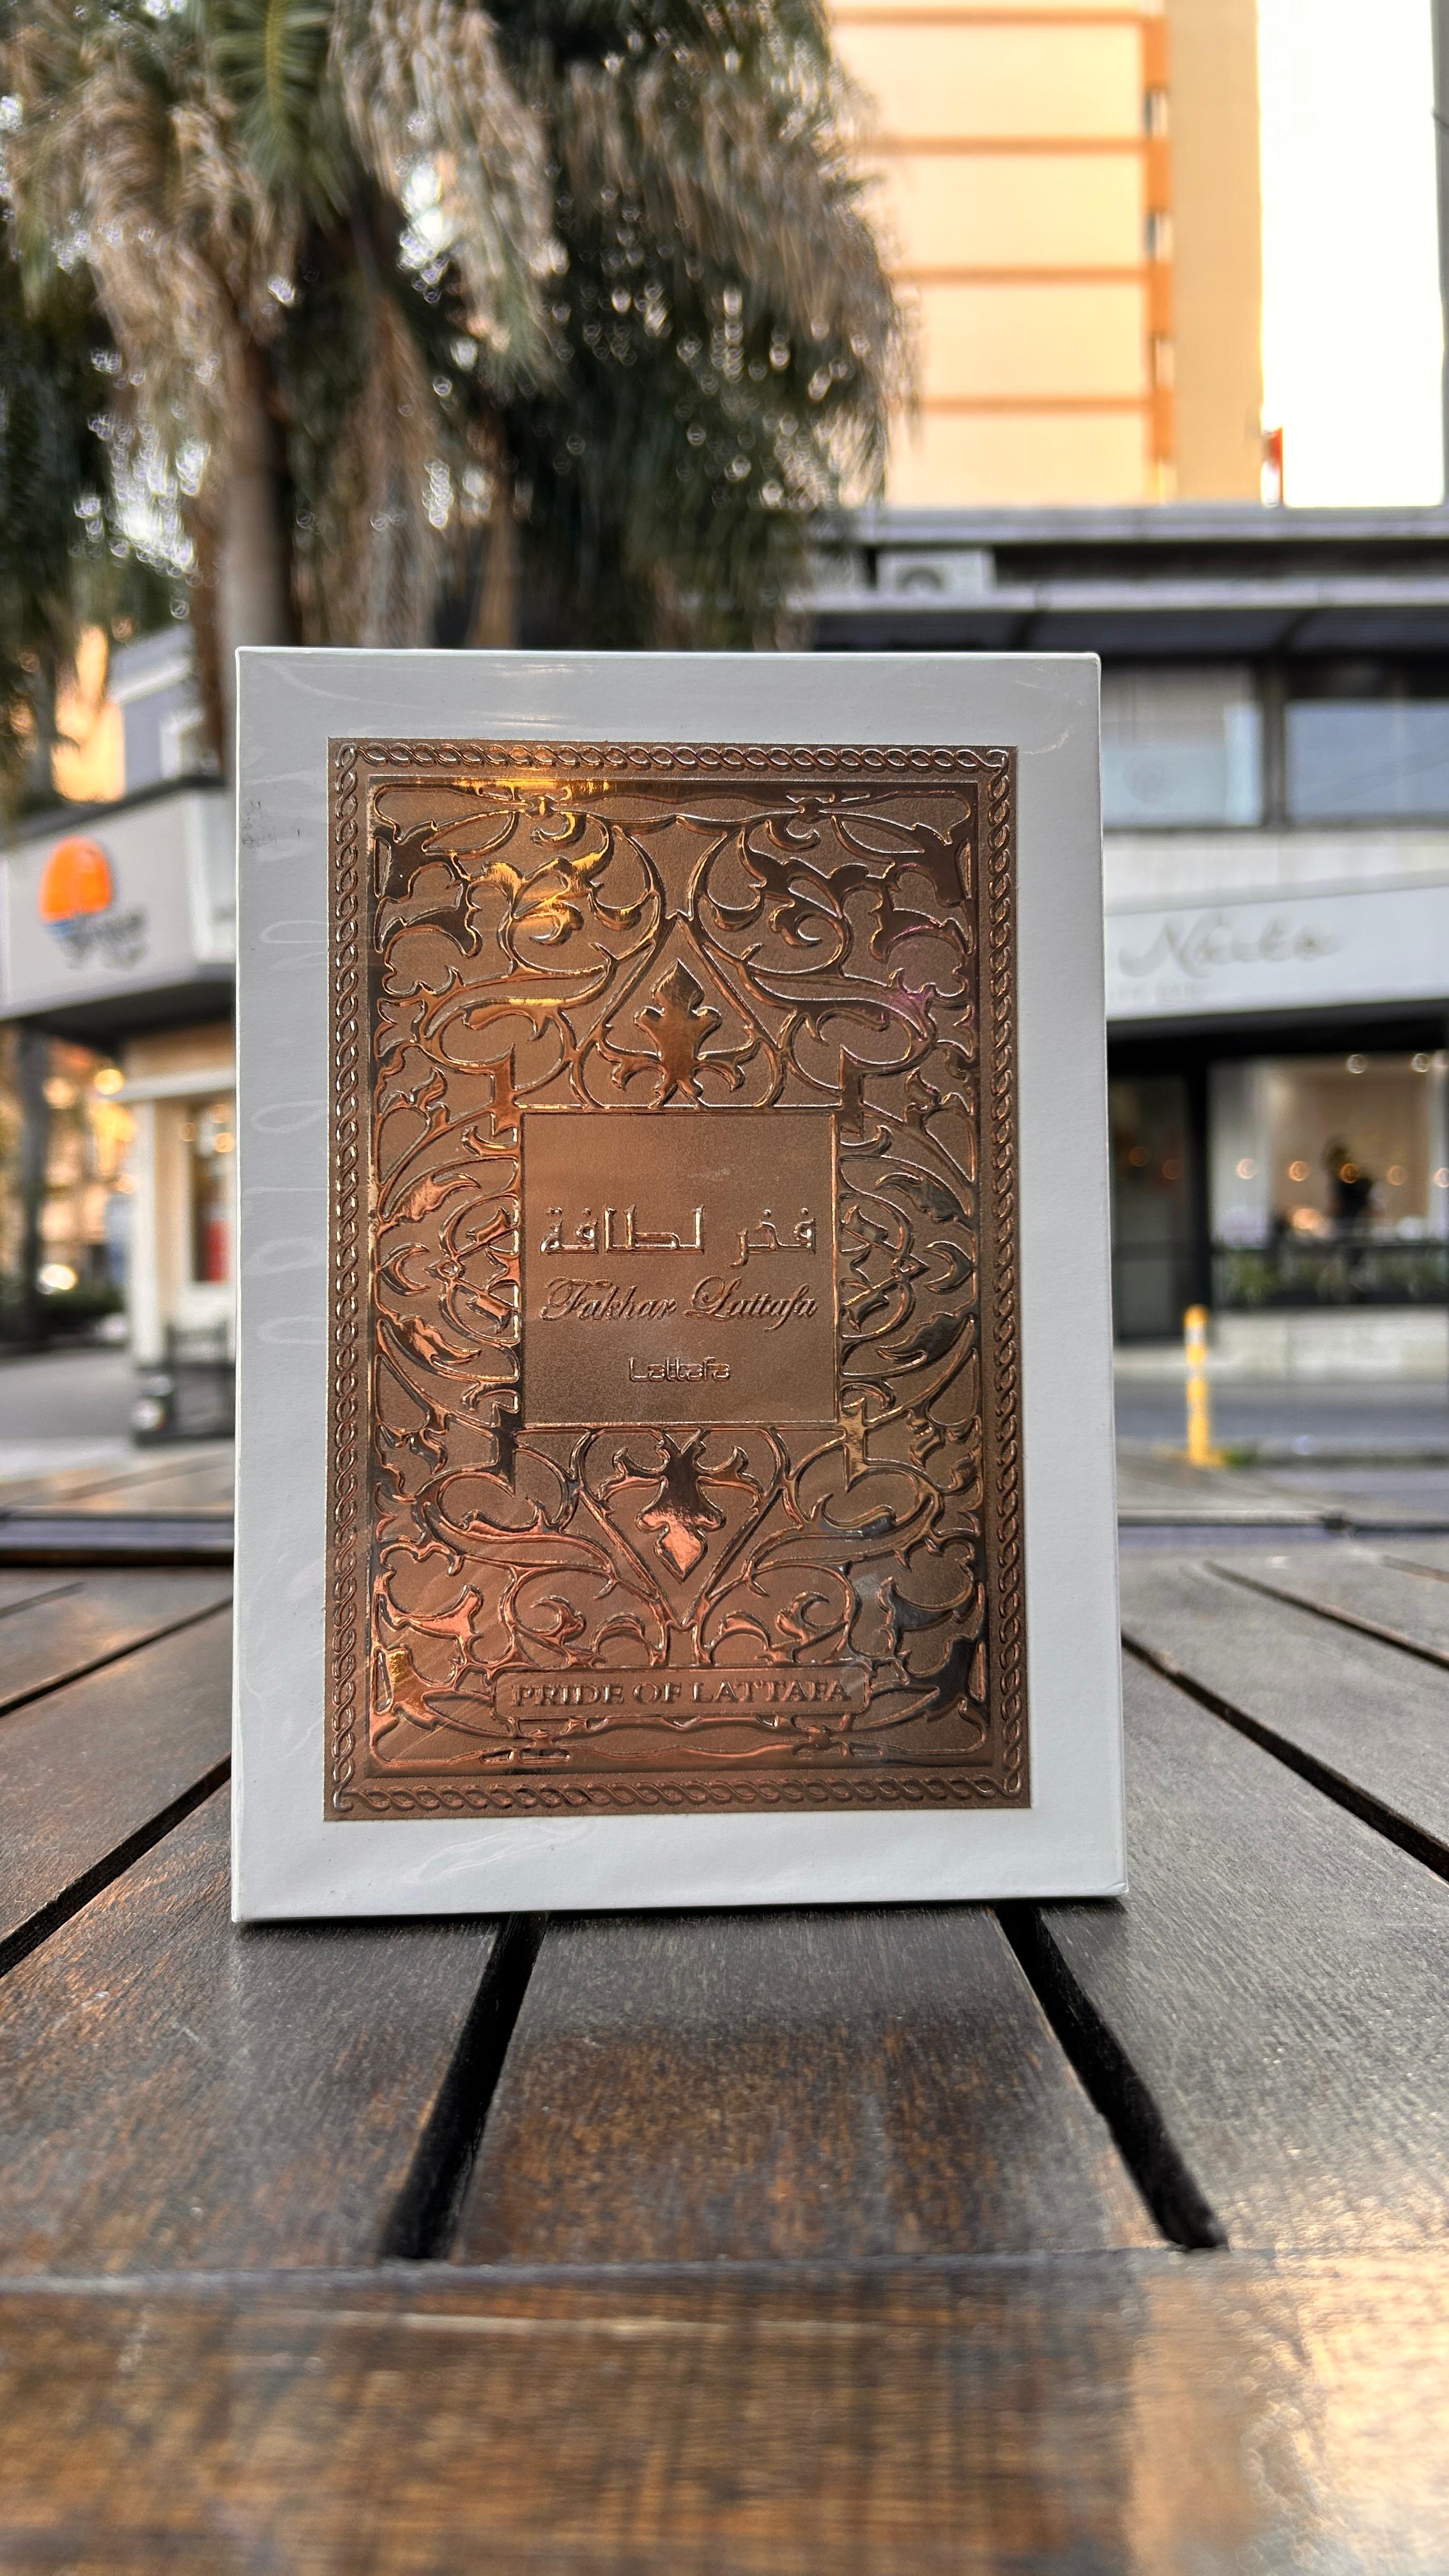 فخر لطافة
Fakhar Lattafa
Lattafa
PRIDE OF LATTAFA